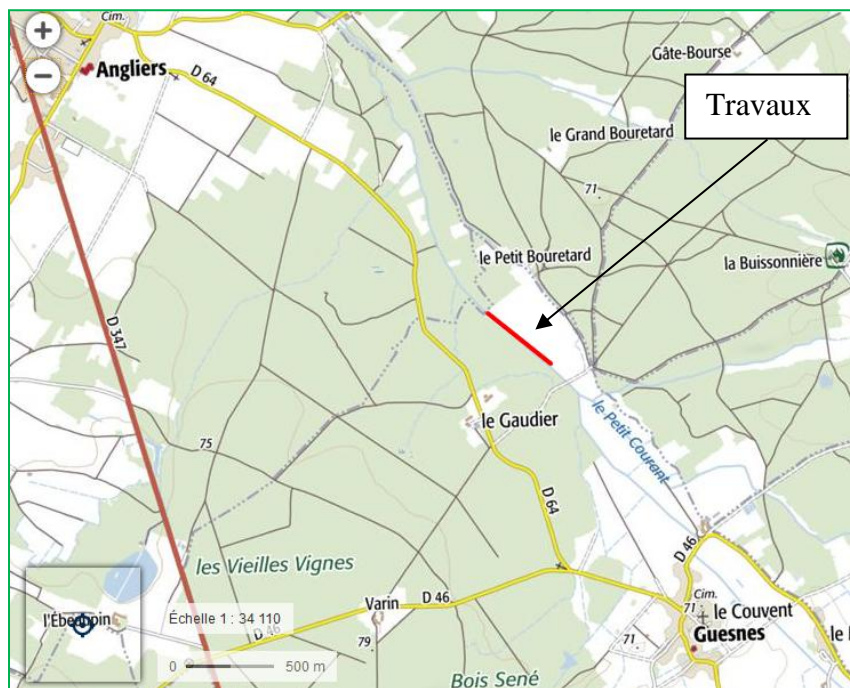 Cim.
+
Gâte-Bourse
Angliers
D 64
−
Travaux
le Grand Bouretard
71
le Petit Bouretard
la Buissonnière
D 347
le Gaudier
le Petit Courant
75
D 64
les Vieilles Vignes
D 46
Cim.
Varin
D 46
71
le Couvent
Échelle 1 : 34 110
D 46
79
71
Guesnes
0
500 m
Bois Sené